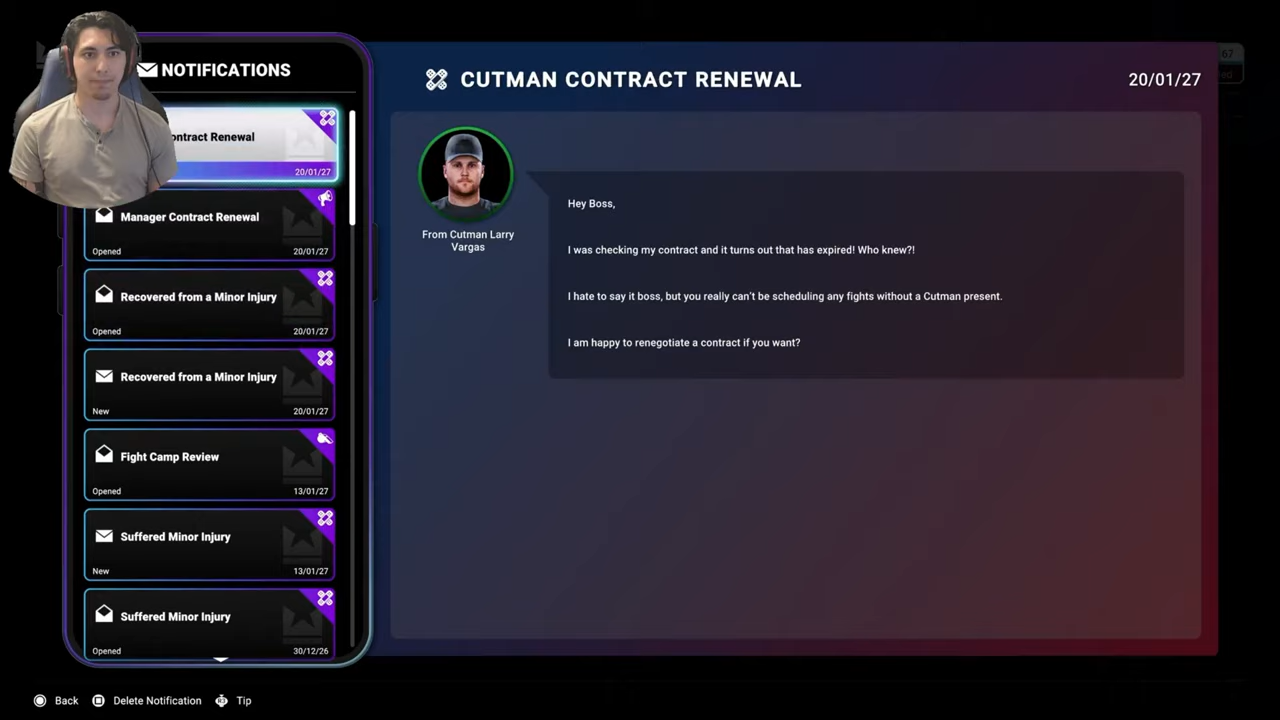 NOTIFICATIONS
ontract Renewal
20/01/27
Manager Contract Renewal
Opened
20/01/27
Recovered from a Minor Injury
Opened
20/01/27
Recovered from a Minor Injury
New
20/01/27
Fight Camp Review
Opened
13/01/27
Suffered Minor Injury
New
13/01/27
Suffered Minor Injury
Opened
30/12/26
CUTMAN CONTRACT RENEWAL
20/01/27
67
From Cutman Larry
Vargas
Hey Boss,
I was checking my contract and it turns out that has expired! Who knew?!
I hate to say it boss, but you really can't be scheduling any fights without a Cutman present.
I am happy to renegotiate a contract if you want?
Back
Delete Notification
R3
Tip